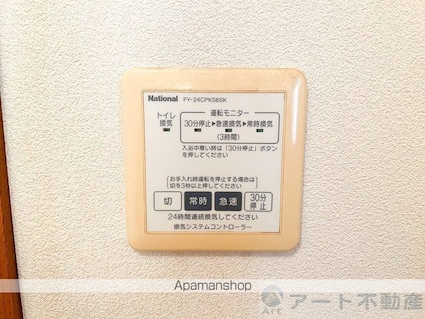 National FY-24CPKS6SK
トイレ
換気
運転モニター
30分停止▶急速換気▶常時換気
(3時間)
入浴中寒い時は「30分停止」ボタン
を押してください
「お手入れ時運転を停止する場合は」
切を3秒以上押してください
切 常時 急速 30分停止
24時間連続換気してください
換気システムコントローラー
Apamanshop
Art アート不動産